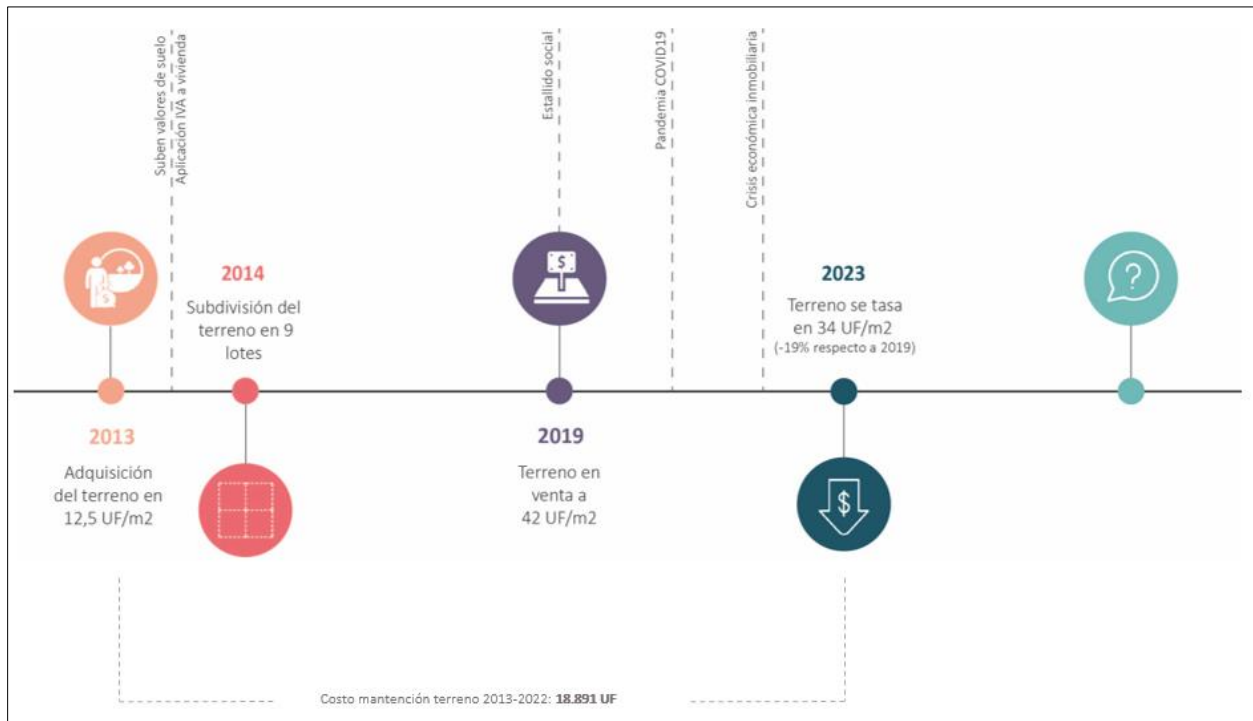 Suben valores de suelo
Aplicación IVA a vivienda
Estallido social
Pandemia COVID19
Crisis económica inmobiliaria
$
$
?
2014
Subdivisión del
terreno en 9
lotes
2023
Terreno se tasa
en 34 UF/m2
(-19% respecto a 2019)
2013
Adquisición
del terreno en
12,5 UF/m2
2019
Terreno en
venta a
42 UF/m2
$
Costo mantención terreno 2013-2022: 18.891 UF